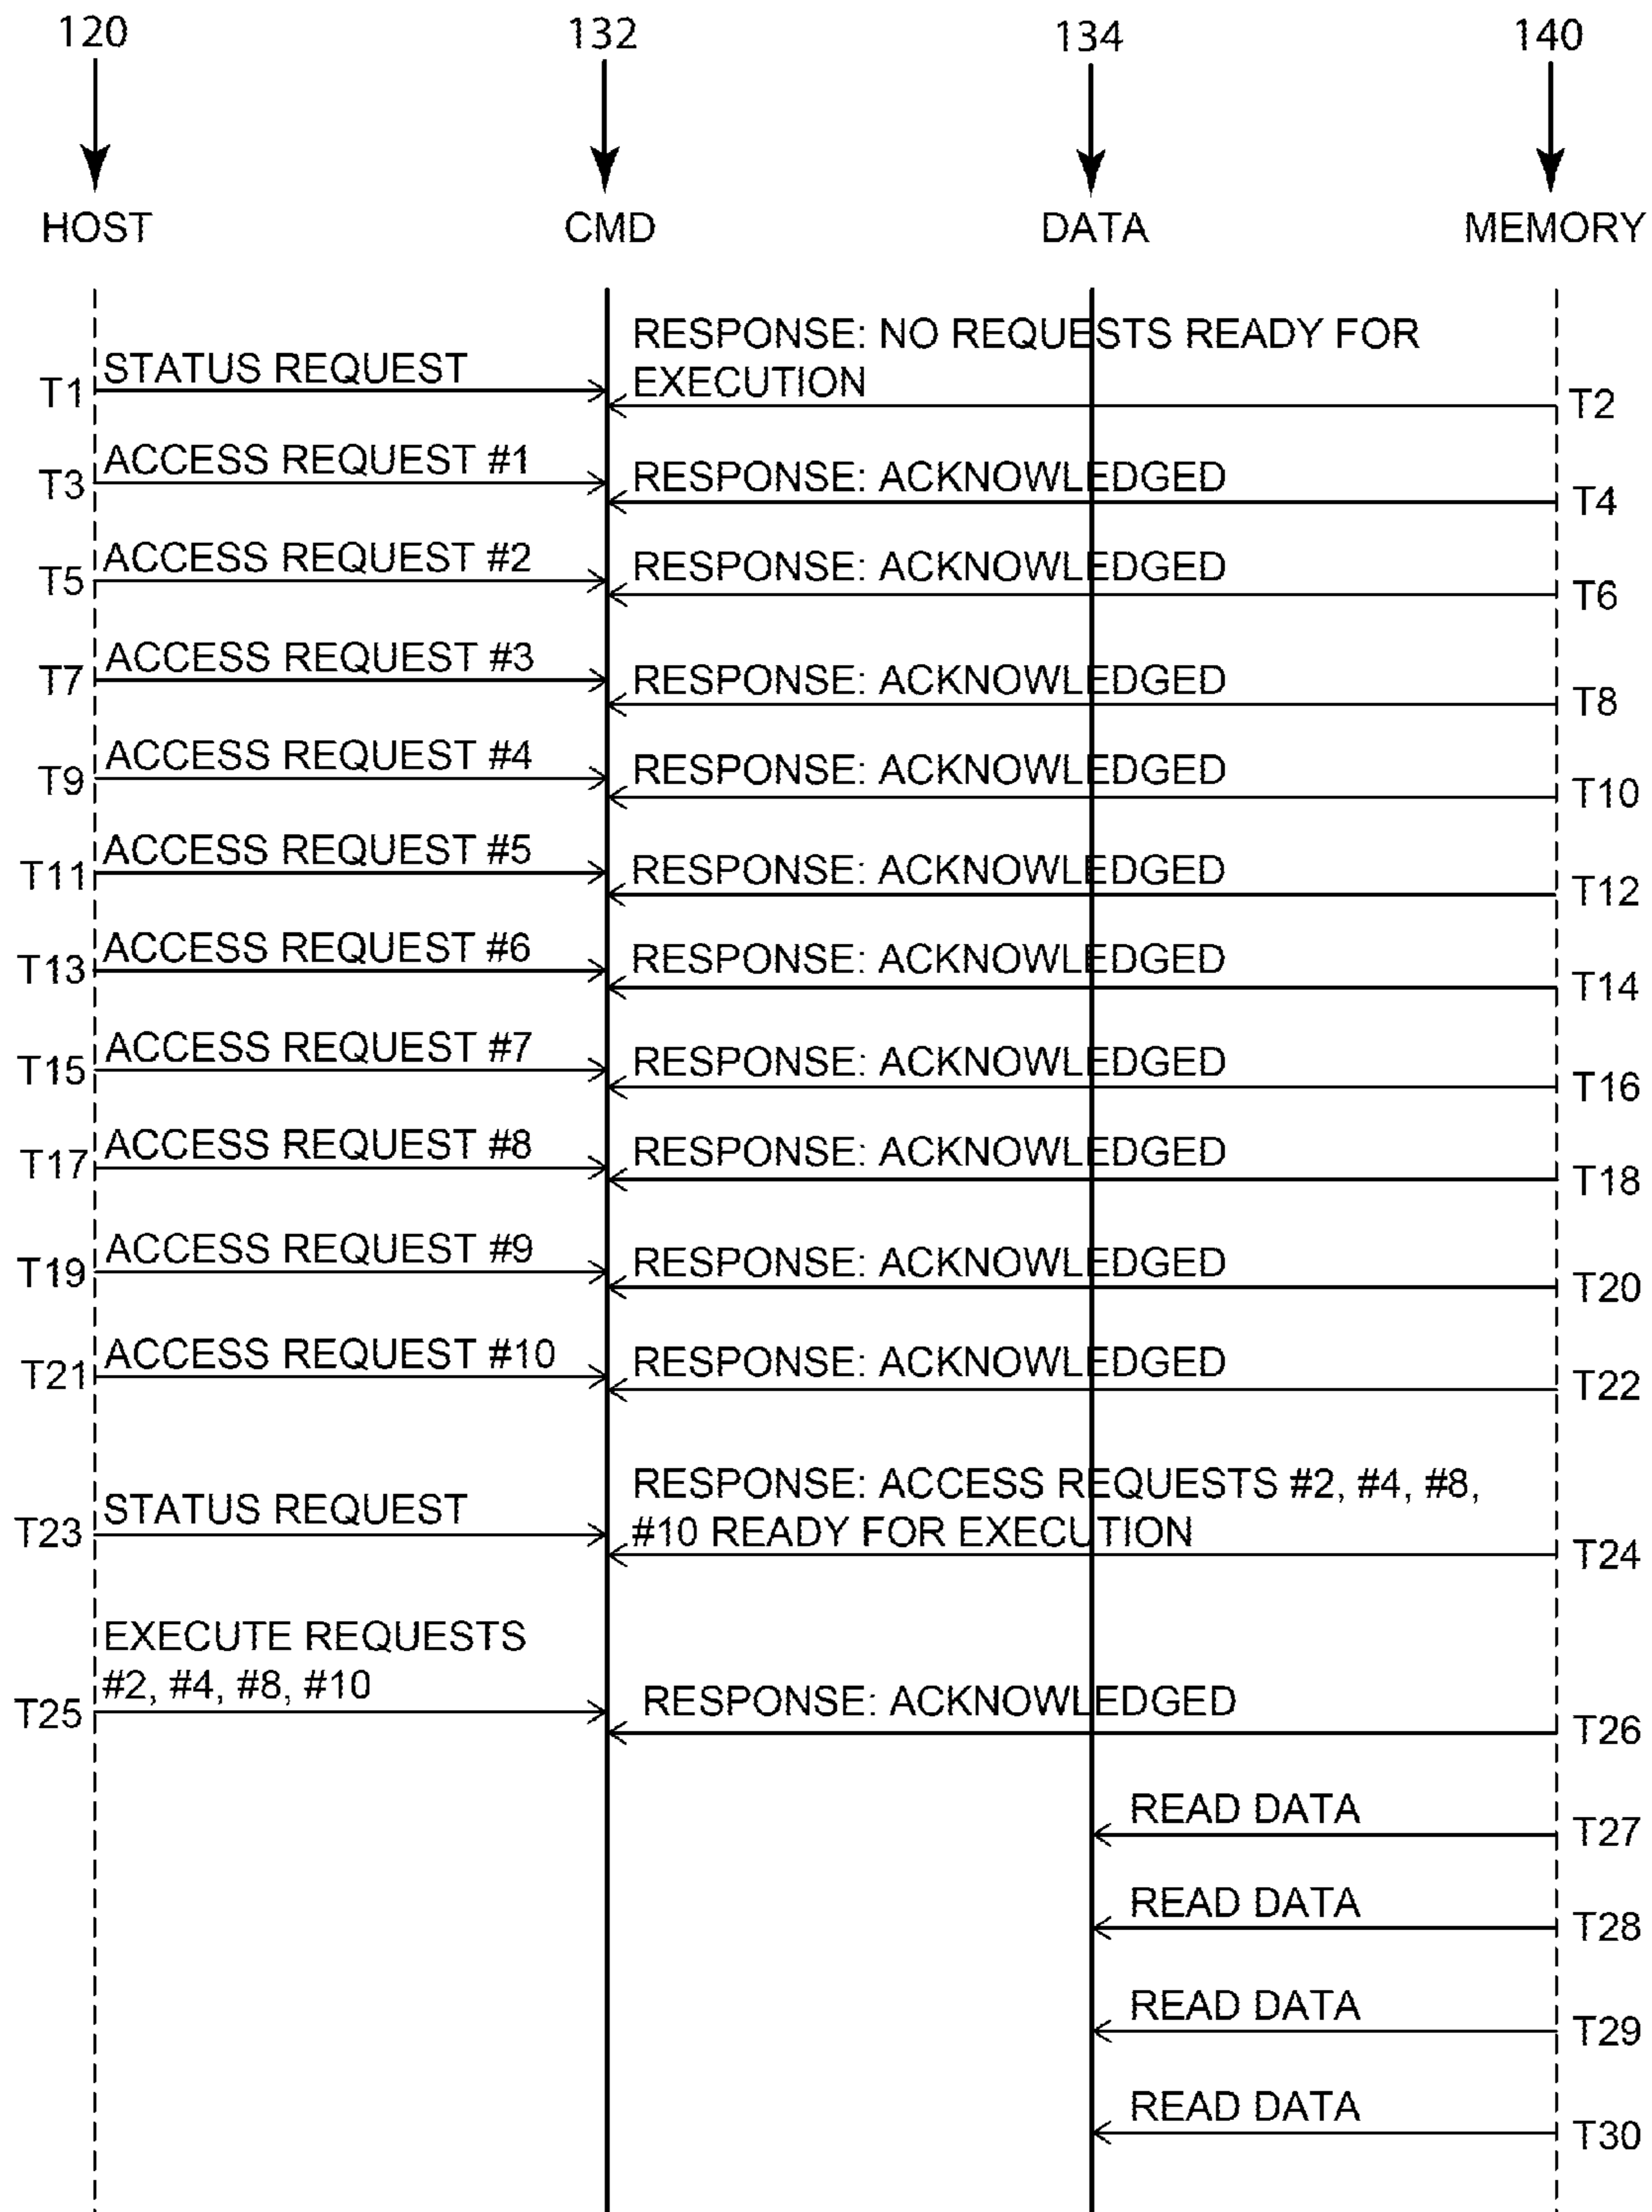 120 132 134 140
HOST CMD DATA MEMORY
RESPONSE: NO REQUESTS READY FOR
STATUS REQUEST EXECUTION
T1 T2
ACCESS REQUEST #1 RESPONSE: ACKNOWLEDGED
T3 T4
ACCESS REQUEST #2 RESPONSE: ACKNOWLEDGED
T5 T6
ACCESS REQUEST #3 RESPONSE: ACKNOWLEDGED
T7 T8
ACCESS REQUEST #4 RESPONSE: ACKNOWLEDGED
T9 T10
ACCESS REQUEST #5 RESPONSE: ACKNOWLEDGED
T11 T12
ACCESS REQUEST #6 RESPONSE: ACKNOWLEDGED
T13 T14
ACCESS REQUEST #7 RESPONSE: ACKNOWLEDGED
T15 T16
ACCESS REQUEST #8 RESPONSE: ACKNOWLEDGED
T17 T18
ACCESS REQUEST #9 RESPONSE: ACKNOWLEDGED
T19 T20
ACCESS REQUEST #10 RESPONSE: ACKNOWLEDGED
T21 T22
RESPONSE: ACCESS REQUESTS #2, #4, #8,
STATUS REQUEST #10 READY FOR EXECUTION
T23 T24
EXECUTE REQUESTS
#2, #4, #8, #10 RESPONSE: ACKNOWLEDGED
T25 T26
READ DATA
T27
READ DATA
T28
READ DATA
T29
READ DATA
T30